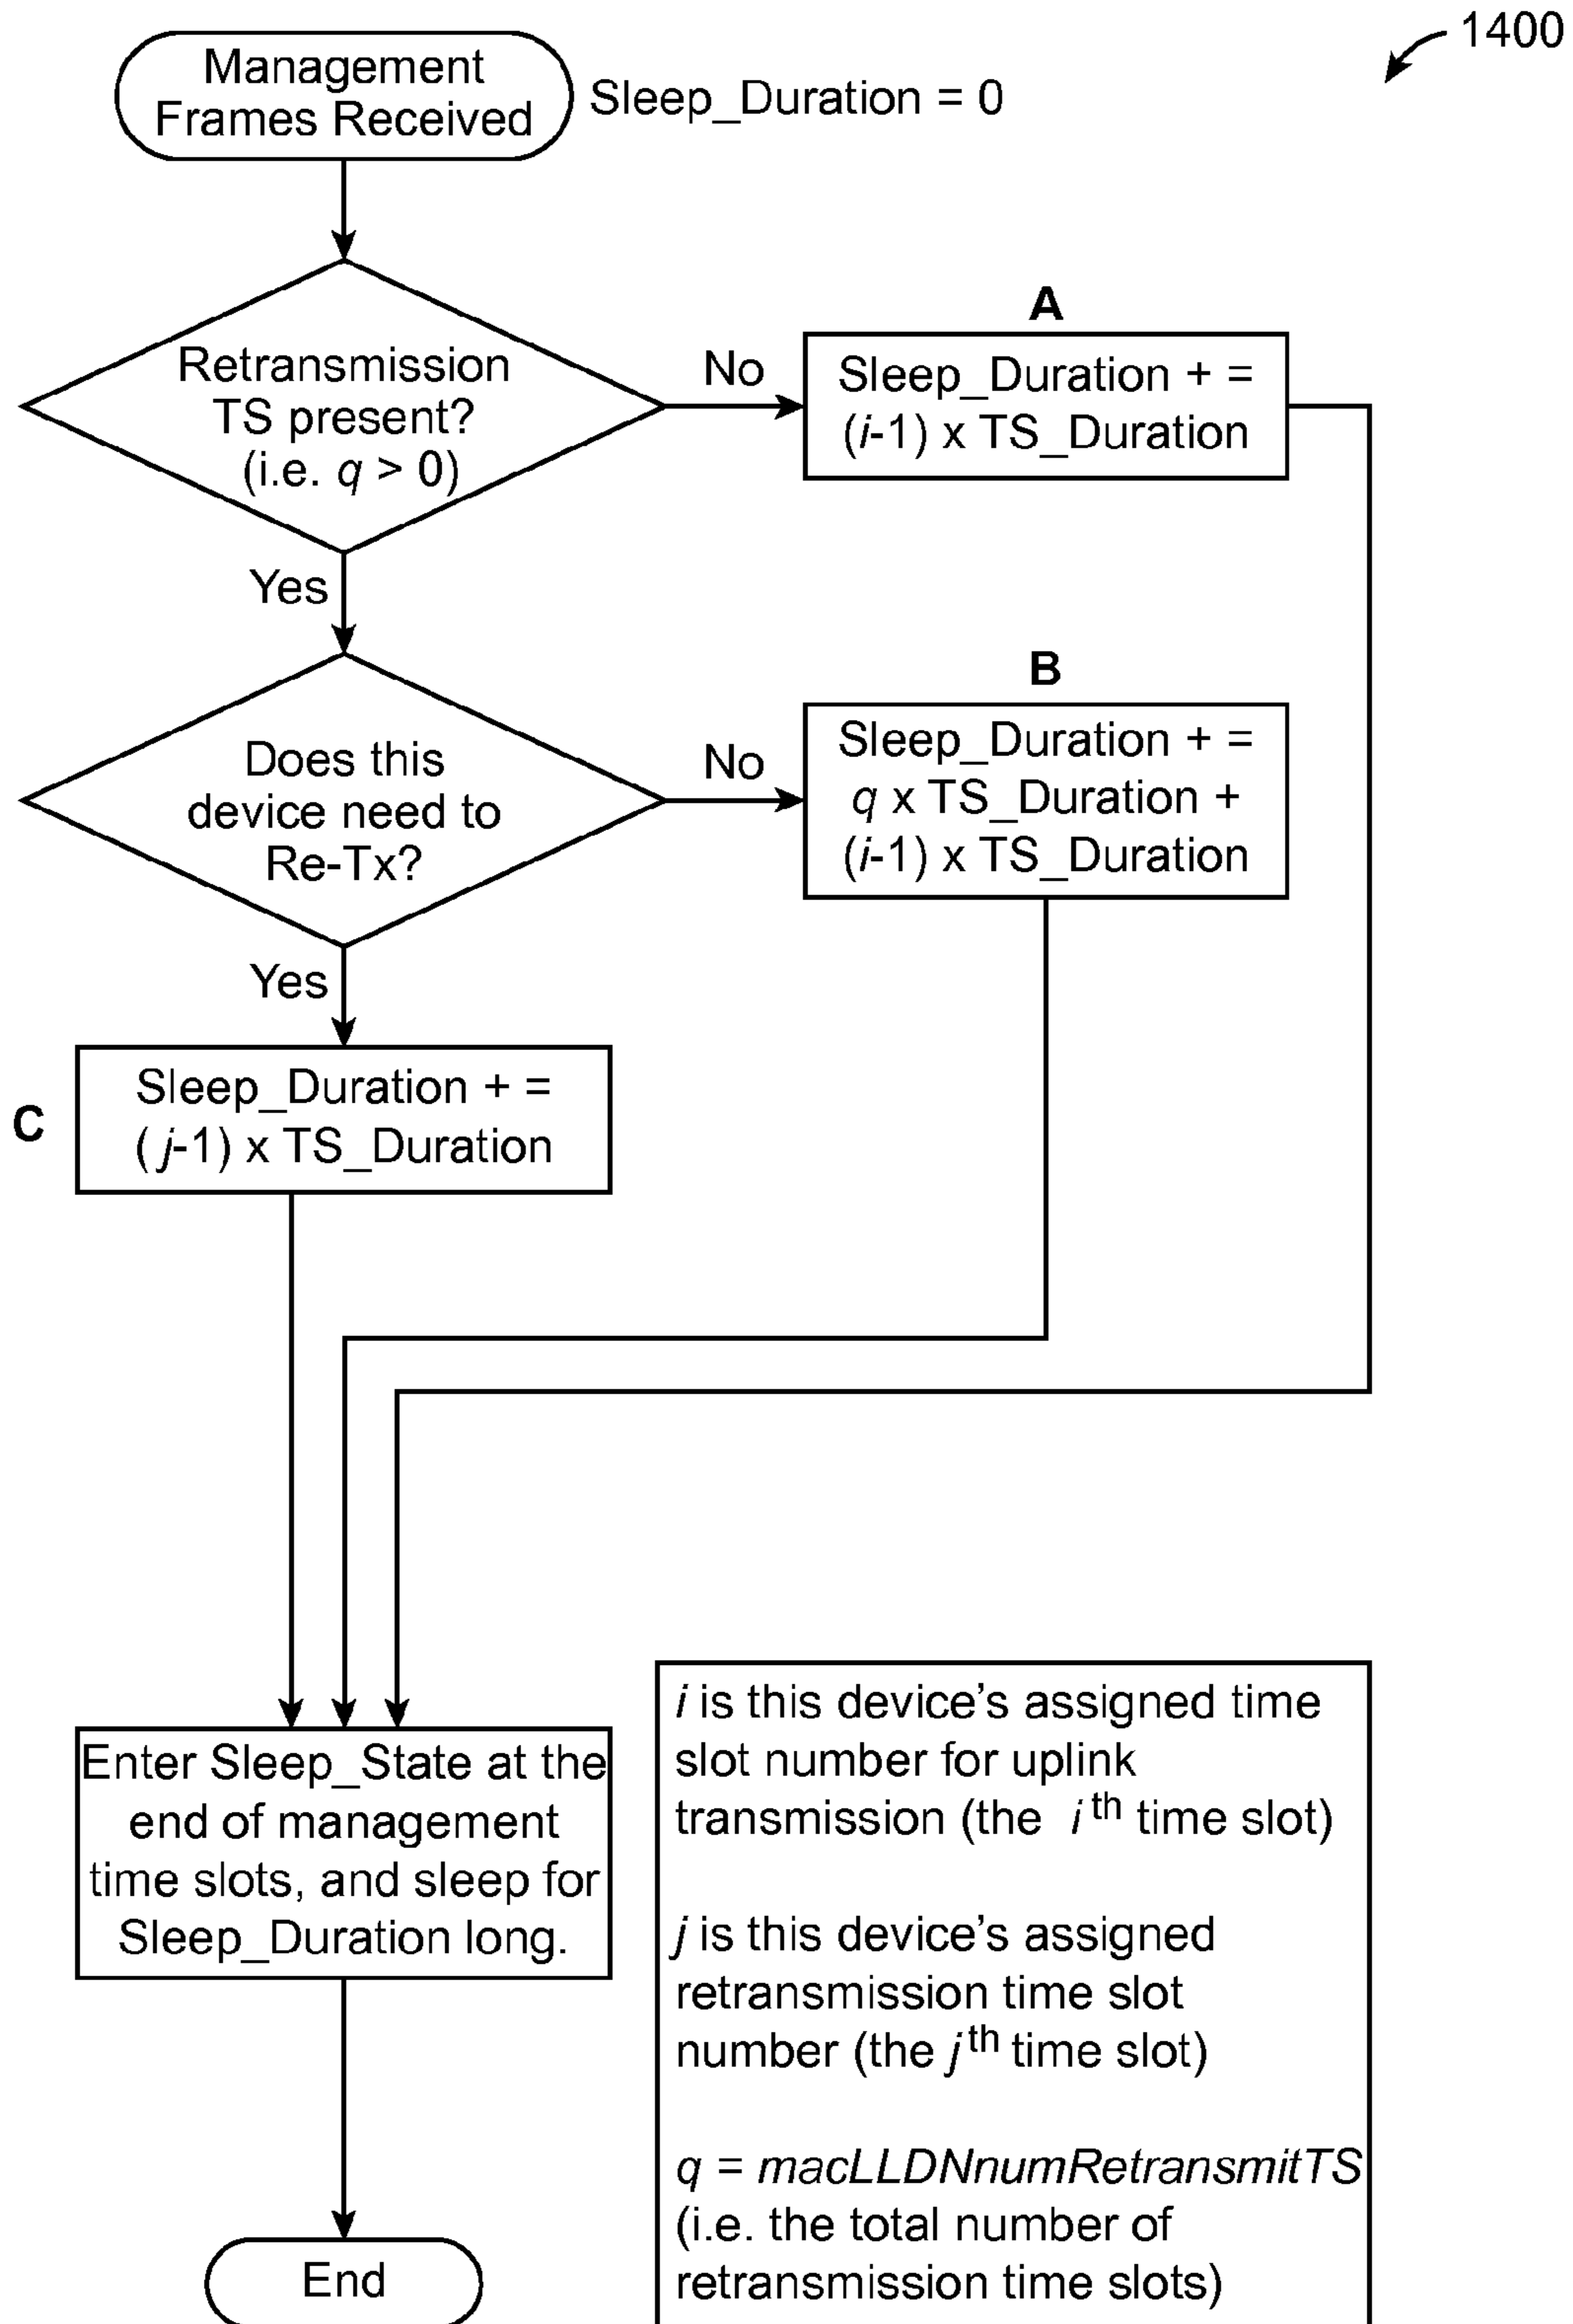 1400
Management
Frames Received
Sleep_Duration = 0
Retransmission
TS present?
(i.e. q > 0)
No
A
Sleep_Duration + =
(i-1) x TS_Duration
Yes
Does this
device need to
Re-Tx?
No
B
Sleep_Duration + =
q x TS_Duration +
(i-1) x TS_Duration
Yes
C
Sleep_Duration + =
( j-1) x TS_Duration
Enter Sleep_State at the
end of management
time slots, and sleep for
Sleep_Duration long.
End
i is this device’s assigned time
slot number for uplink
transmission (the i th time slot)
j is this device’s assigned
retransmission time slot
number (the j th time slot)
q = macLLDNnumRetransmitTS
(i.e. the total number of
retransmission time slots)